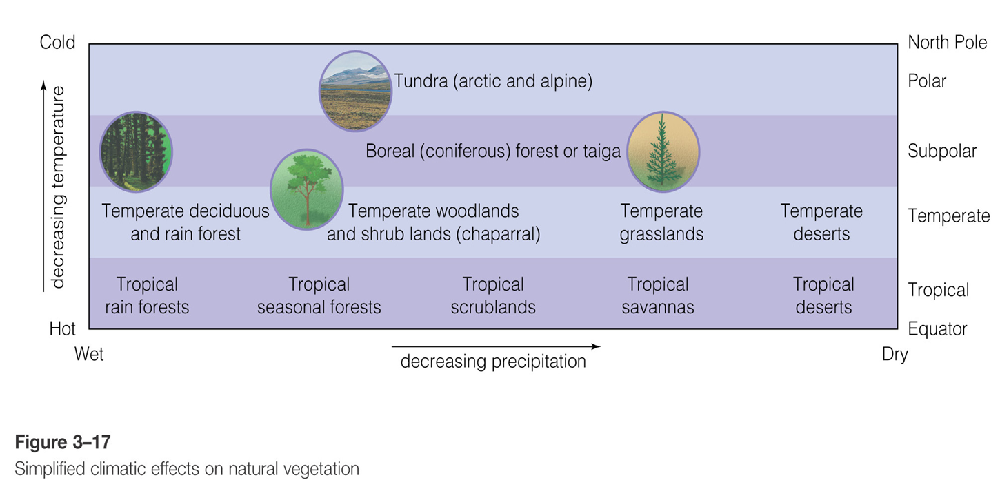 Cold
North Pole
Tundra (arctic and alpine)
Polar
decreasing temperature
Boreal (coniferous) forest or taiga
Subpolar
Temperate deciduous
and rain forest
Temperate woodlands
and shrub lands (chaparral)
Temperate
grasslands
Temperate
deserts
Temperate
Tropical
rain forests
Tropical
seasonal forests
Tropical
scrublands
Tropical
savannas
Tropical
deserts
Tropical
Hot
Equator
Wet
decreasing precipitation
Dry
Figure 3–17
Simplified climatic effects on natural vegetation